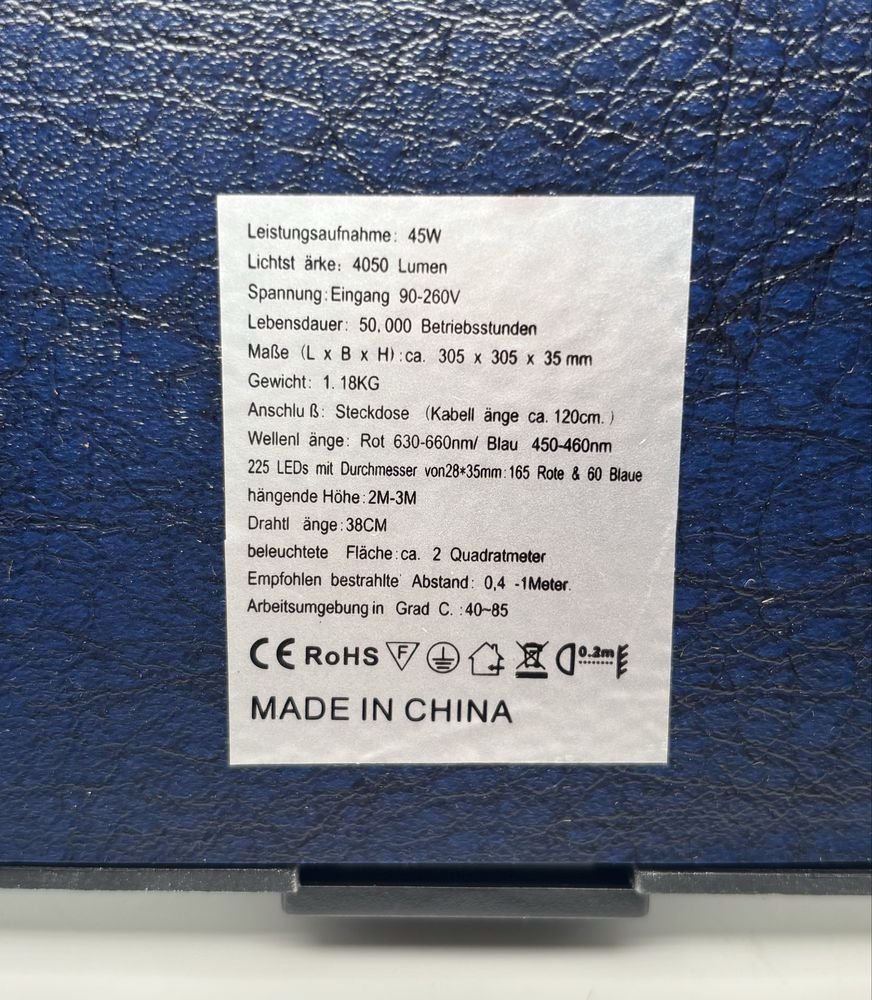 Leistungsaufnahme: 45W
Lichtst ärke: 4050 Lumen
Spannung:Eingang 90-260V
Lebensdauer: 50,000 Betriebsstunden
Maße (L x B x H):ca. 305 x 305 x 35 mm
Gewicht: 1.18KG
Anschlu ß: Steckdose (Kabell änge ca. 120cm.)
Wellenl änge: Rot 630-660nm/ Blau 450-460nm
225 LEDs mit Durchmesser von28*35mm:165 Rote & 60 Blaue
hängende Höhe:2M-3M
Drahtl änge:38CM
beleuchtete Fläche:ca. 2 Quadratmeter
Empfohlen bestrahlte' Abstand: 0,4 -1Meter.
Arbeitsumgebung in Grad C. :40~85
CE RoHS F 0.2m
MADE IN CHINA